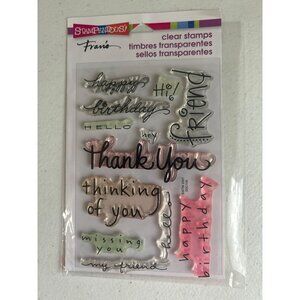 STAMPENDOUS!
Fran's
clear stamps
timbres transparentes
sellos transparentes
happy
birthday
Hi!
friend
HELLO
hey
Thank You
thinking
of you
hello
happy
birthday
missing
you
my friend